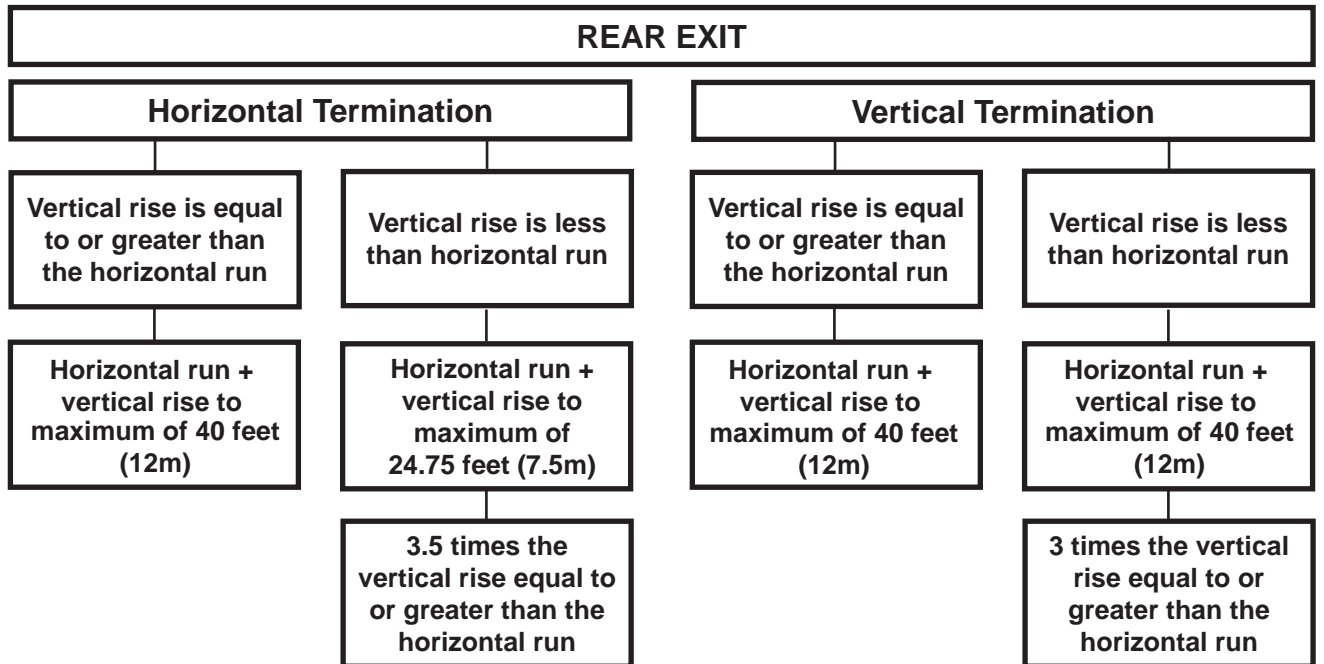 REAR EXIT
Horizontal Termination
Vertical rise is equal
to or greater than
the horizontal run
Horizontal run +
vertical rise to
maximum of 40 feet
(12m)
Vertical rise is less
than horizontal run
Horizontal run +
vertical rise to
maximum of
24.75 feet (7.5m)
3.5 times the
vertical rise equal to
or greater than the
horizontal run
Vertical Termination
Vertical rise is equal
to or greater than
the horizontal run
Horizontal run +
vertical rise to
maximum of 40 feet
(12m)
Vertical rise is less
than horizontal run
Horizontal run +
vertical rise to
maximum of 40 feet
(12m)
3 times the vertical
rise equal to or
greater than the
horizontal run